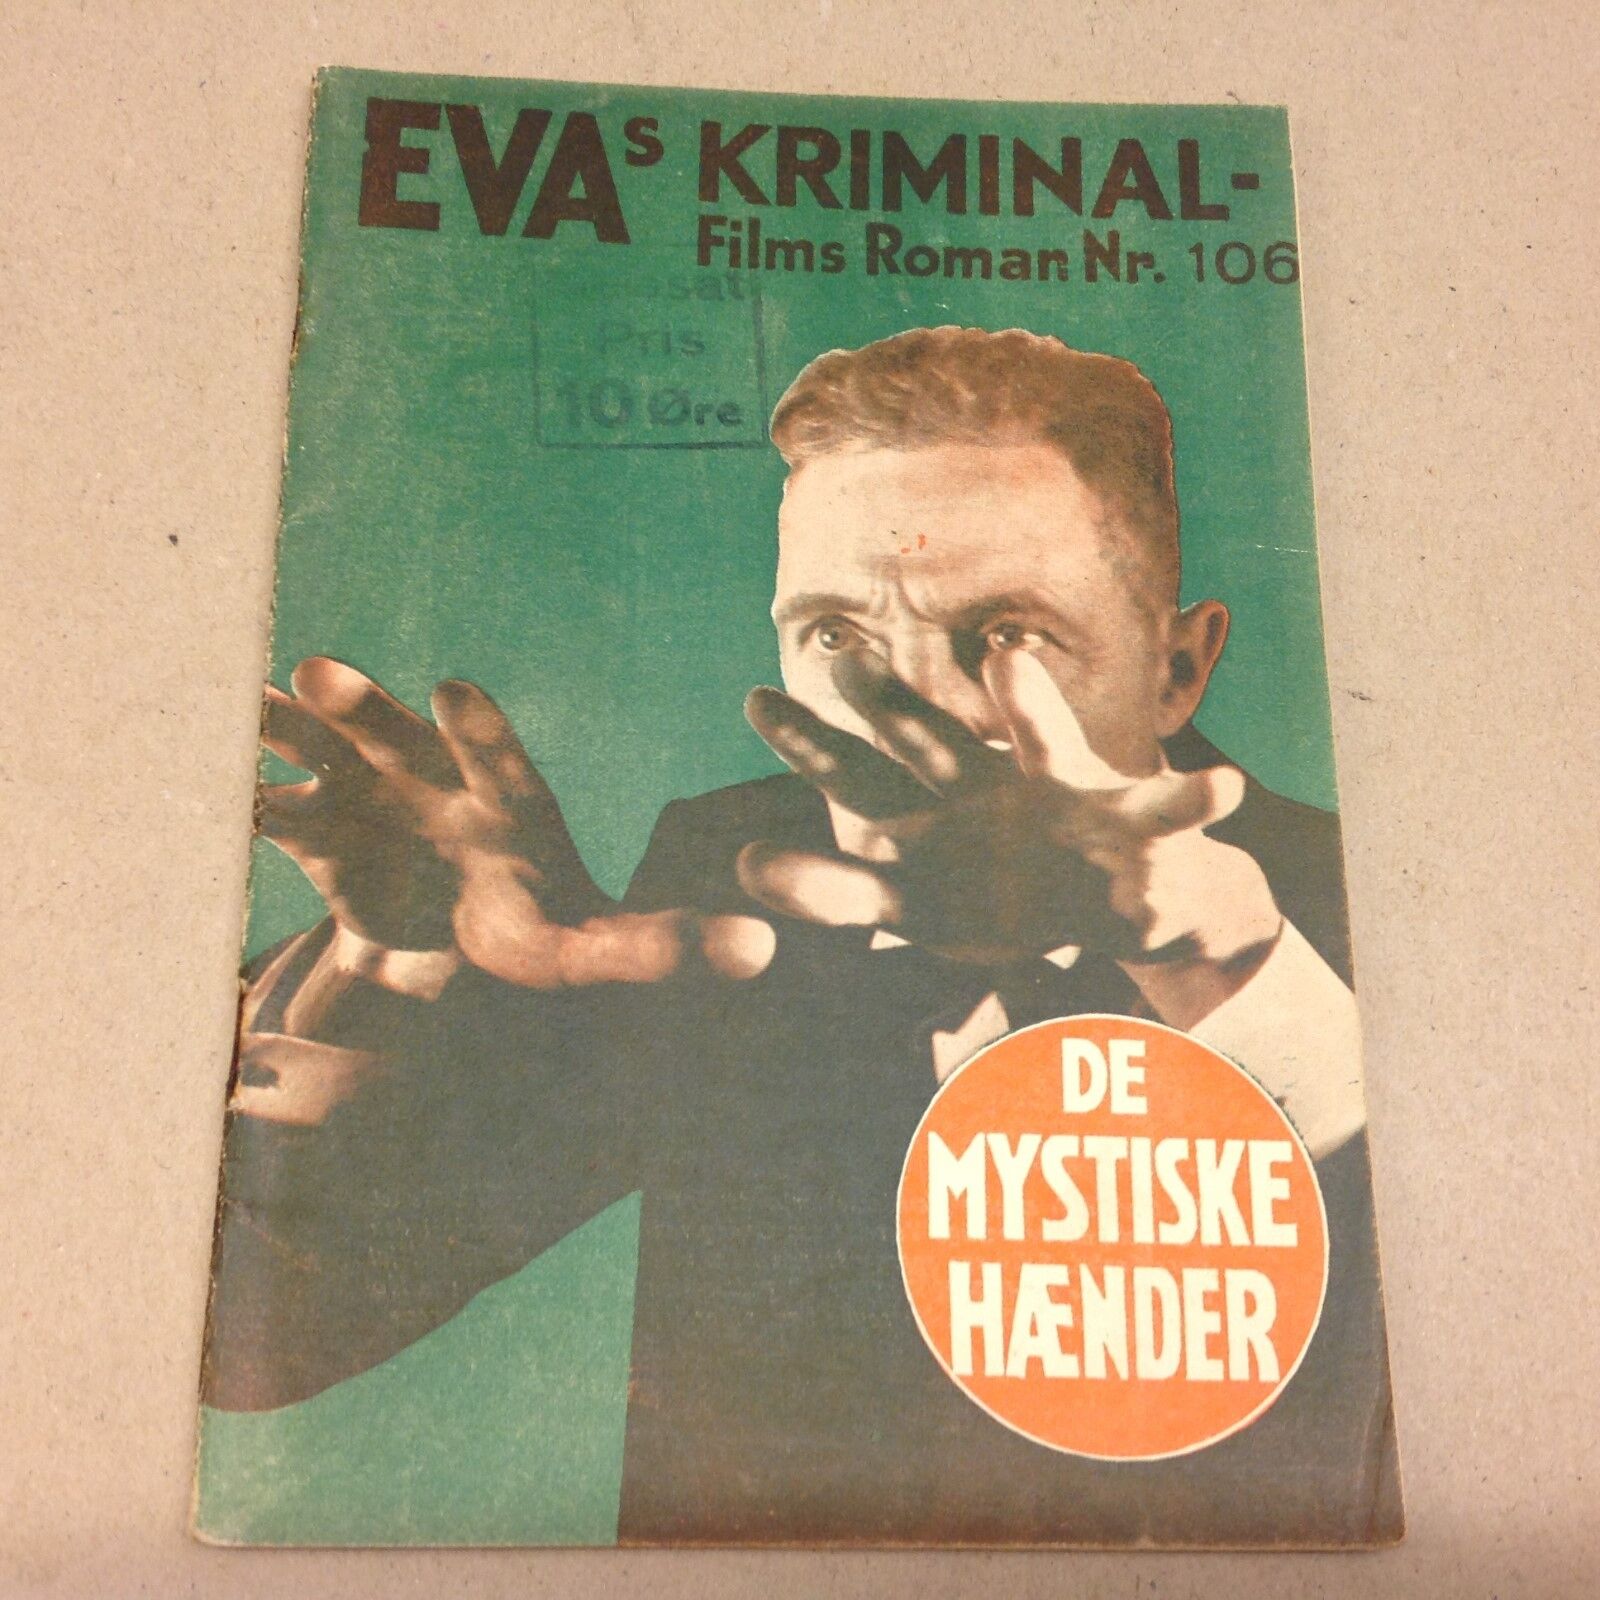 EVAs KRIMINAL-
Films Roman Nr. 106
Pris
10 Øre
DE
MYSTISKE
HÆNDER